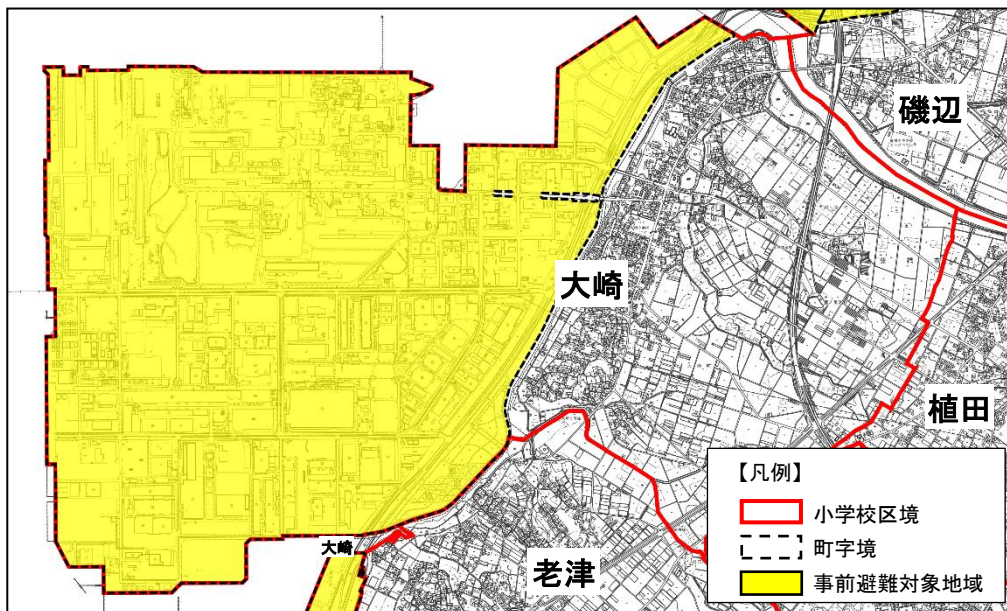 磯辺
大崎
植田
大崎
老津
【凡例】
小学校区境
町字境
事前避難対象地域